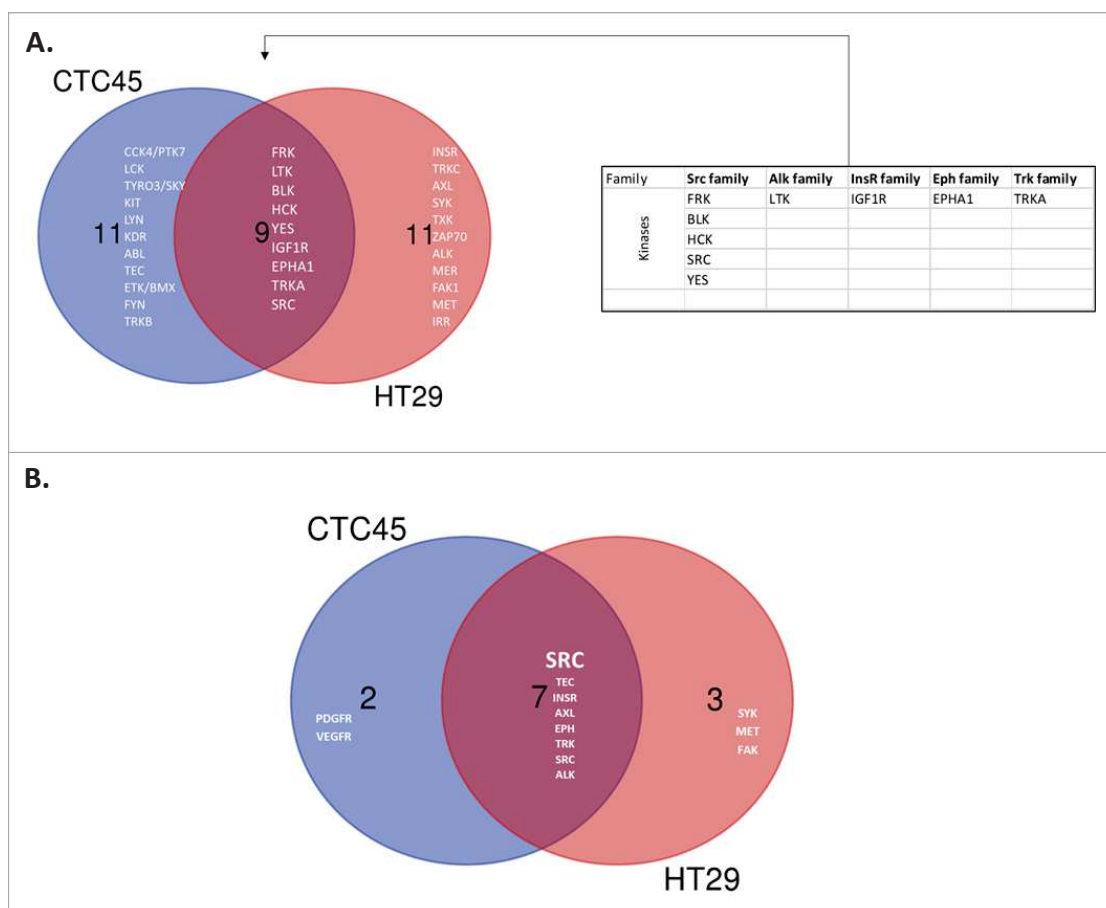 A.
CTC45
CCK4/PTK7
LCK
TYRO3/SKY
KIT
LYN
11
KDR
ABL
TEC
ETK/BMX
FYN
TRKB
FRK
LTK
BLK
HCK
9
YES
IGF1R
EPHA1
TRKA
SRC
INSR
TRKC
AXL
SYK
TXK
11
ZAP70
ALK
MER
FAK1
MET
IRR
HT29
Family Src family Alk family InsR family Eph family Trk family
Kinases
FRK LTK IGF1R EPHA1 TRKA
BLK
HCK
SRC
YES
B.
CTC45
2
PDGFR
VEGFR
SRC
7
TEC
INSR
AXL
EPH
TRK
SRC
ALK
3
SYK
MET
FAK
HT29